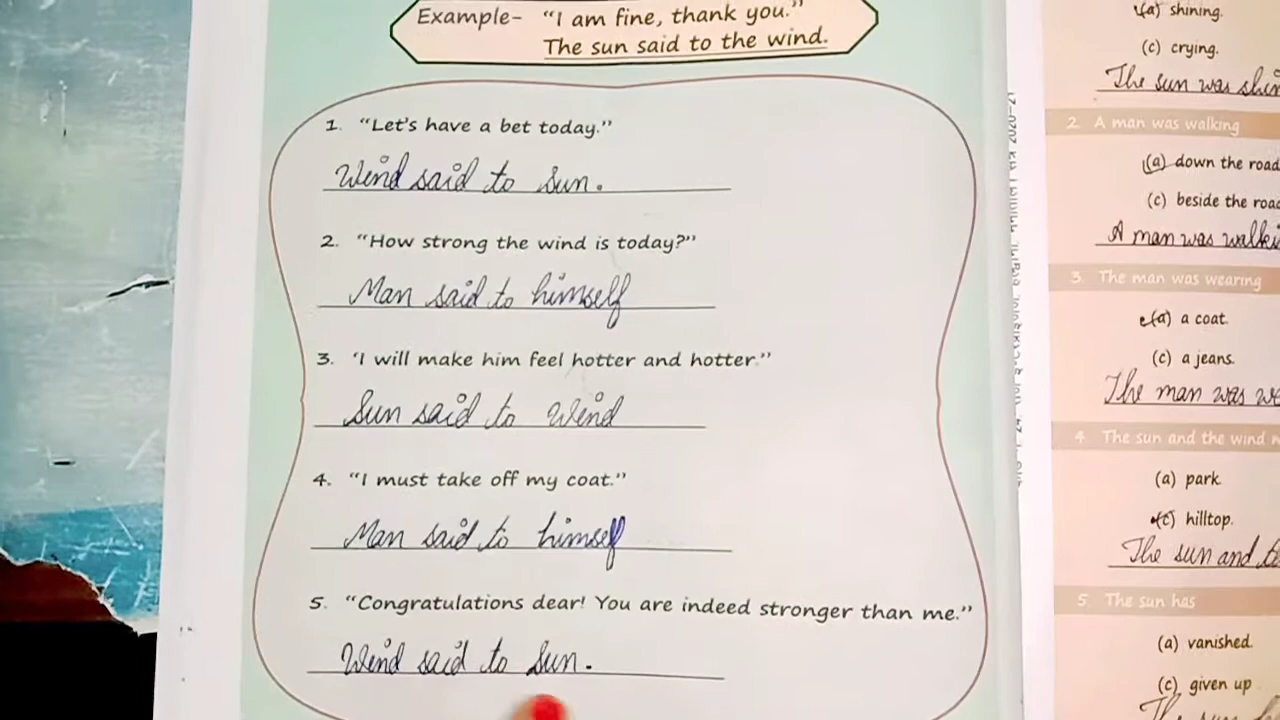 Example- "I am fine, thank you."
The sun said to the wind.
1. "Let's have a bet today."
Wind said to Sun.
2. "How strong the wind is today?"
Man said to himself
3. 'I will make him feel hotter and hotter."
Sun said to Wind
4. "I must take off my coat."
Man said to himself
5. "Congratulations dear! You are indeed stronger than me."
Wind said to Sun.
(a) shining.
(c) crying.
The sun was shin
2. A man was walking
(a) down the road
(c) beside the road
A man was walki
3. The man was wearing
(a) a coat.
(c) a jeans.
The man was we
4. The sun and the wind
(a) park.
(c) hilltop.
The sun and
5. The sun has
(a) vanished.
(c) given up